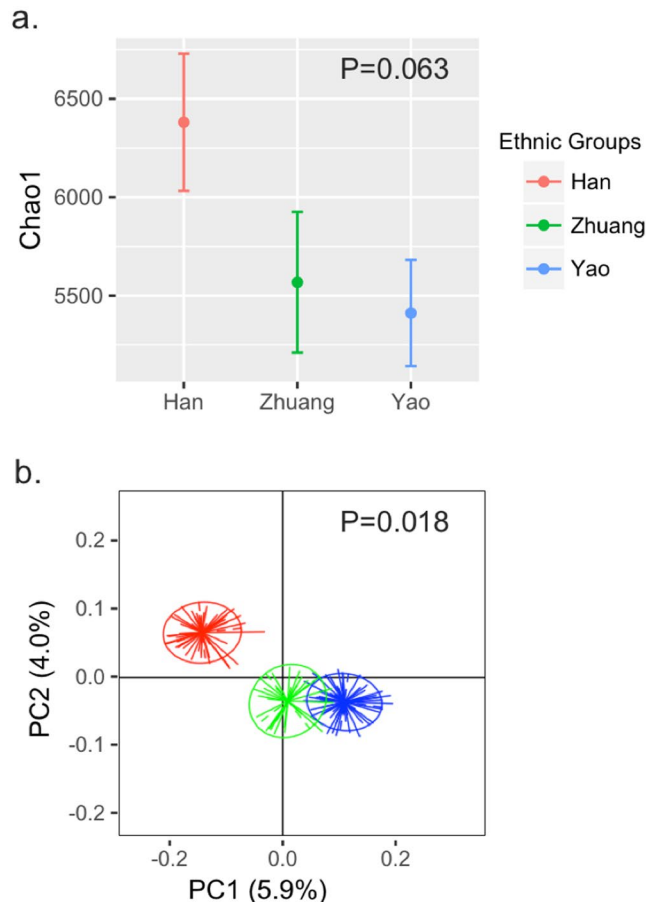 a.
P=0.063
6500
6000
5500
Chao1
Han
Zhuang
Yao
Ethnic Groups
Han
Zhuang
Yao
b.
P=0.018
0.2
0.1
0.0
-0.1
-0.2
PC2 (4.0%)
-0.2
0.0
0.2
PC1 (5.9%)